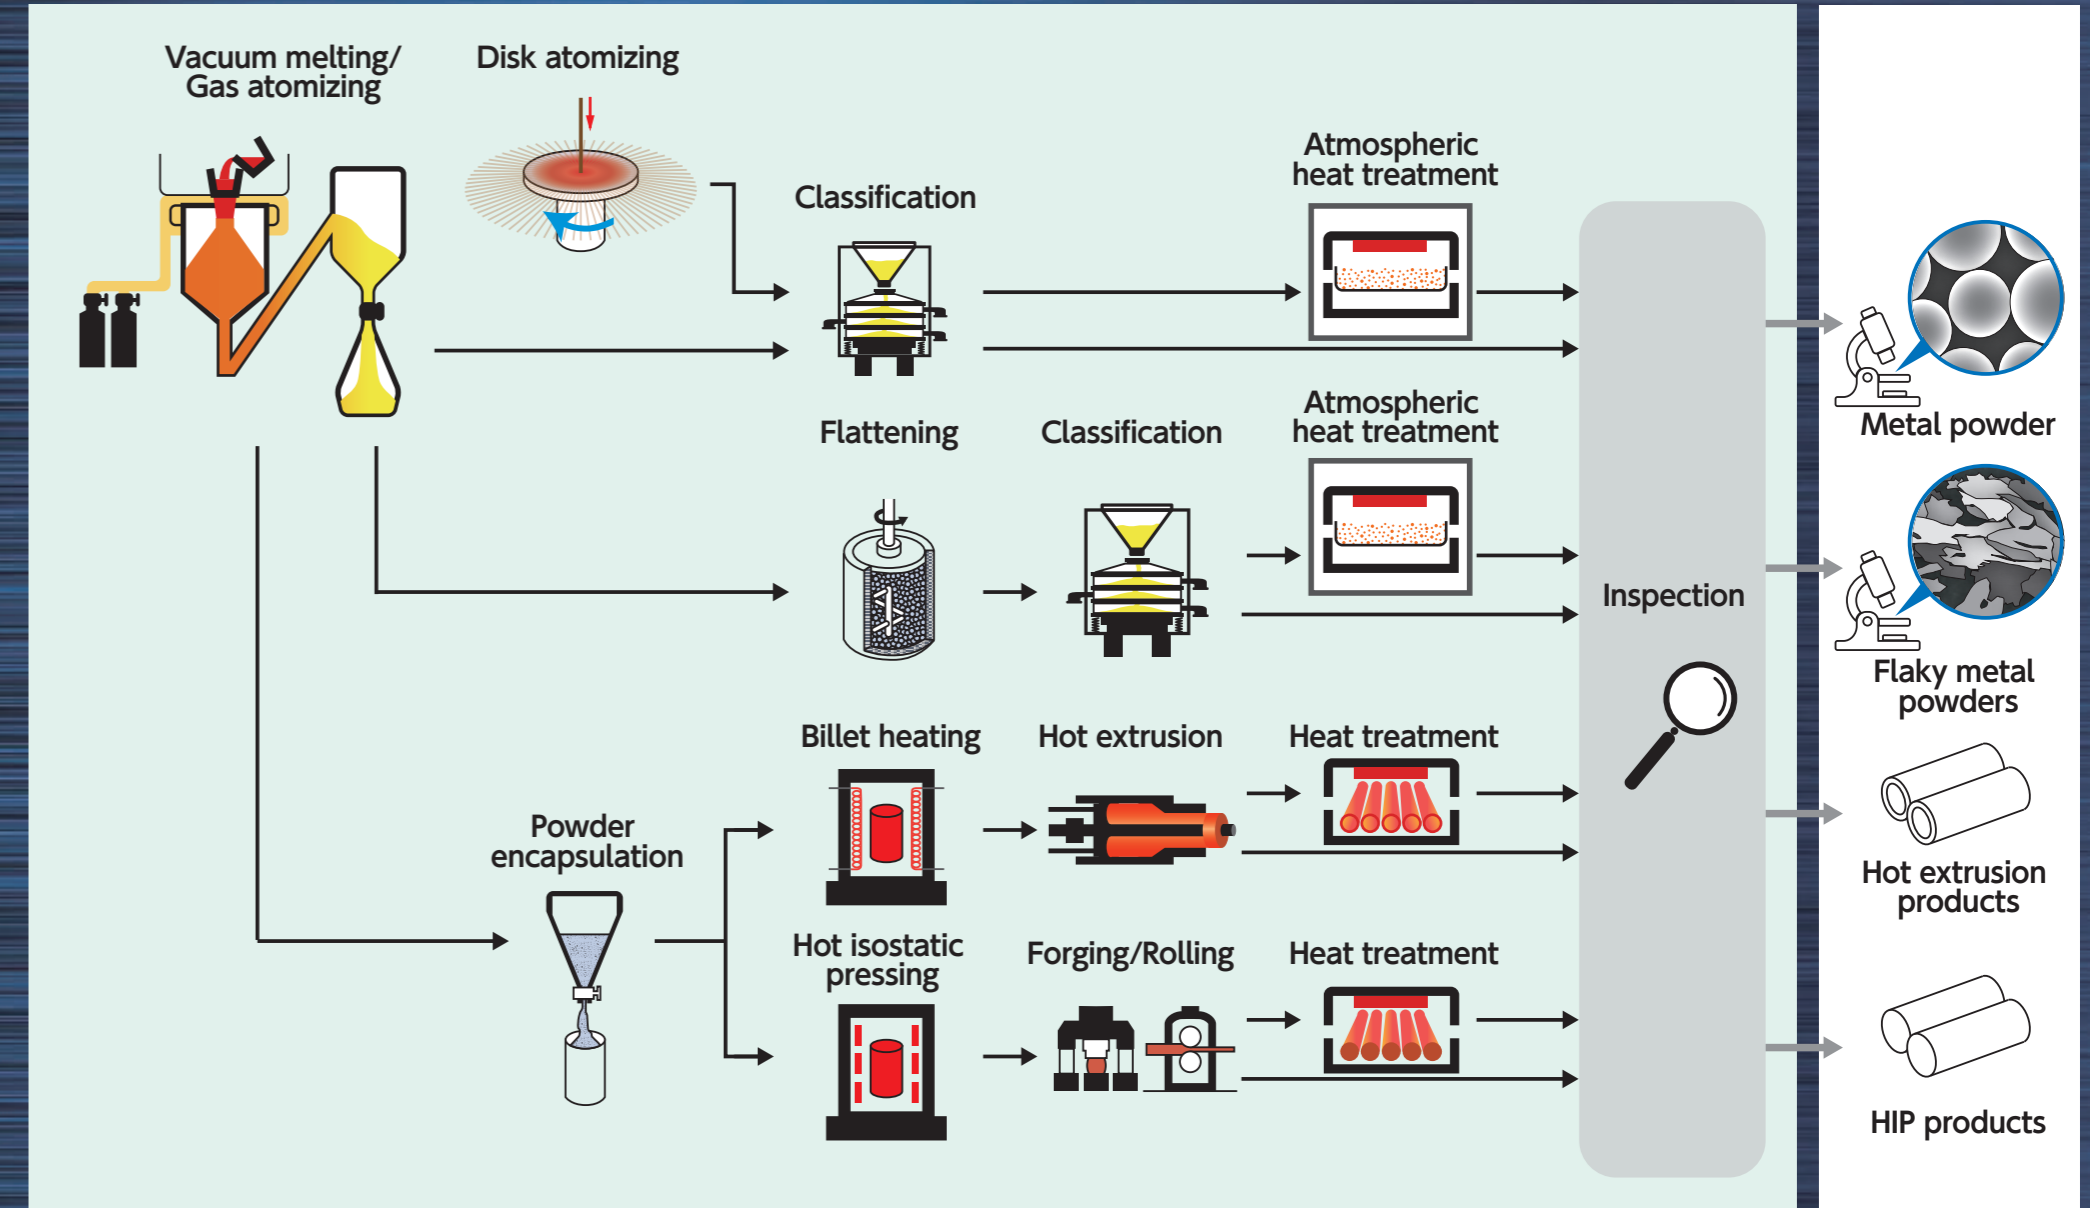 Vacuum melting/
Gas atomizing
Disk atomizing
Classification
Atmospheric
heat treatment
Metal powder
Flattening
Classification
Atmospheric
heat treatment
Inspection
Flaky metal
powders
Billet heating
Hot extrusion
Heat treatment
Powder
encapsulation
Hot extrusion
products
Hot isostatic
pressing
Forging/Rolling
Heat treatment
HIP products